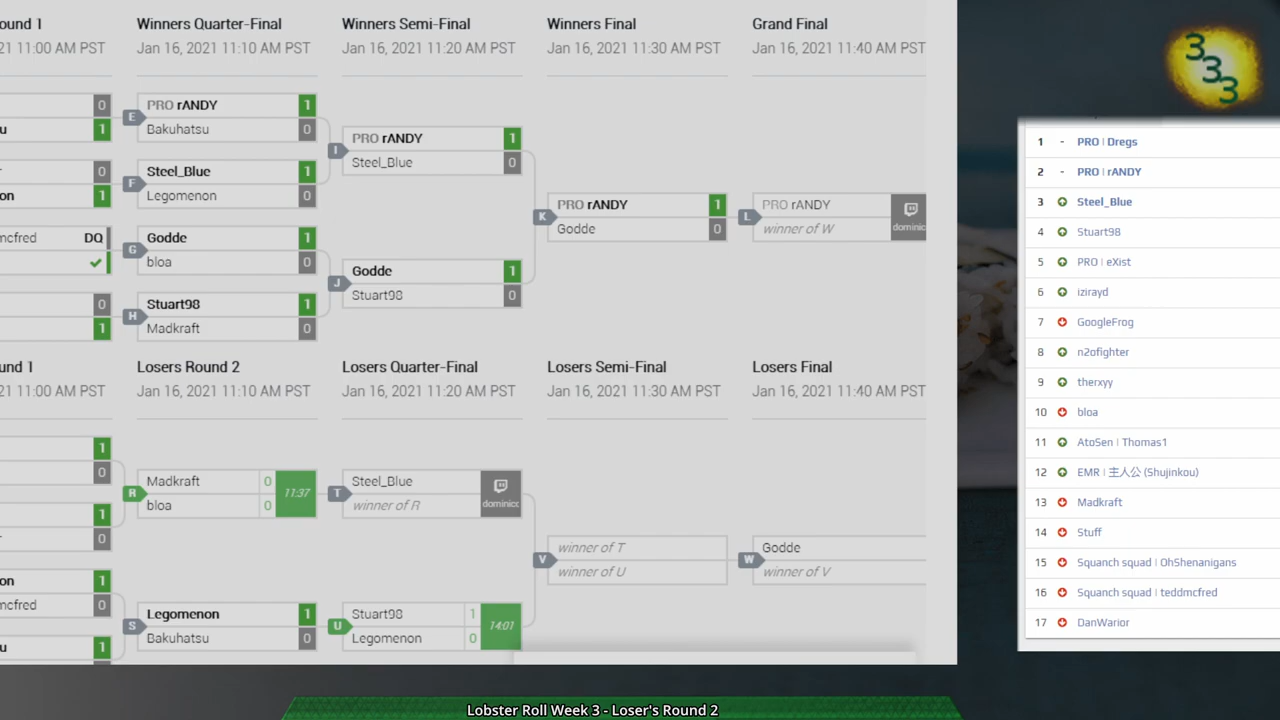 ound 1
21 11:00 AM PST
Winners Quarter-Final
Jan 16, 2021 11:10 AM PST
Winners Semi-Final
Jan 16, 2021 11:20 AM PST
Winners Final
Jan 16, 2021 11:30 AM PST
Grand Final
Jan 16, 2021 11:40 AM PST
0
u 1
0
on 1
mcfred DQ
0
1
E
PRO rANDY 1
Bakuhatsu 0
F
Steel_Blue 1
Legomenon 0
G
Godde 1
bloa 0
H
Stuart98 1
Madkraft 0
I
PRO rANDY 1
Steel_Blue 0
J
Godde 1
Stuart98 0
K
PRO rANDY 1
Godde 0
L
PRO rANDY
winner of W
dominic
und 1
21 11:00 AM PST
Losers Round 2
Jan 16, 2021 11:10 AM PST
Losers Quarter-Final
Jan 16, 2021 11:20 AM PST
Losers Semi-Final
Jan 16, 2021 11:30 AM PST
Losers Final
Jan 16, 2021 11:40 AM PST
1
0
1
0
on 1
mcfred 0
u 1
R
Madkraft 0
bloa 0
11:37
S
Legomenon 1
Bakuhatsu 0
T
Steel_Blue
winner of R
dominic
U
Stuart98 1
Legomenon 0
14:01
V
winner of T
winner of U
W
Godde
winner of V
3
3
3
1 - PRO | Dregs
2 - PRO | rANDY
3 Steel_Blue
4 Stuart98
5 PRO | eXist
6 izirayd
7 GoogleFrog
8 n2ofighter
9 therxyy
10 bloa
11 AtoSen | Thomas1
12 EMR | 主人公 (Shujinkou)
13 Madkraft
14 Stuff
15 Squanch squad | OhShenanigans
16 Squanch squad | teddmcfred
17 DanWarior
Lobster Roll Week 3 - Loser's Round 2